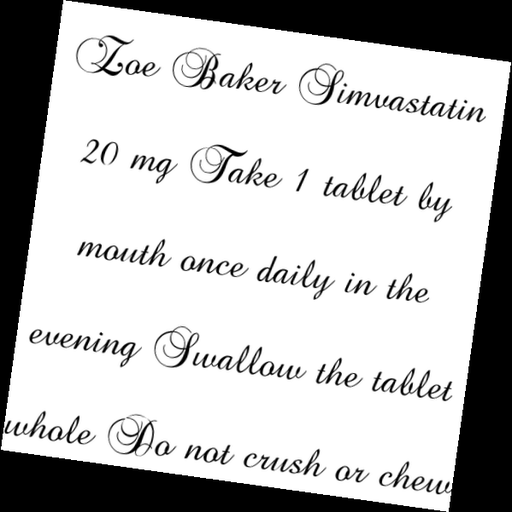 Zoe Baker Simvastatin
20 mg Take 1 tablet by
mouth once daily in the
evening Swallow the tablet
whole Do not crush or chew